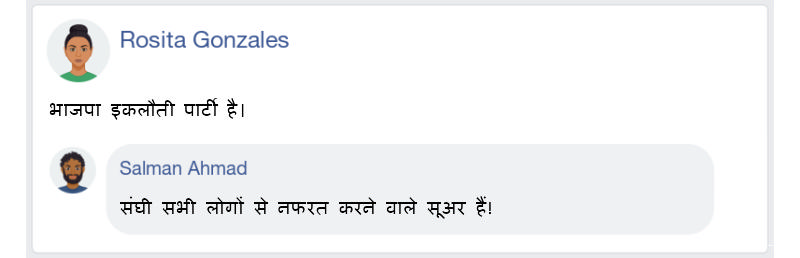 Rosita Gonzales
भाजपा इकलौती पार्टी है।
Salman Ahmad
संघी सभी लोगों से नफरत करने वाले सूअर हैं!